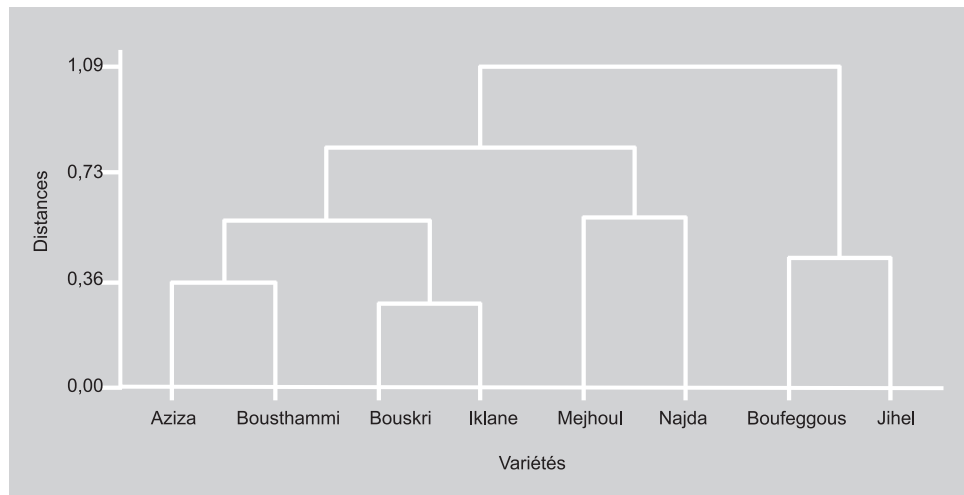 1,09
0,73
0,36
0,00
Distances
Aziza Bousthammi Bouskri Iklane Mejhoul Najda Boufeggous Jihel
Variétés